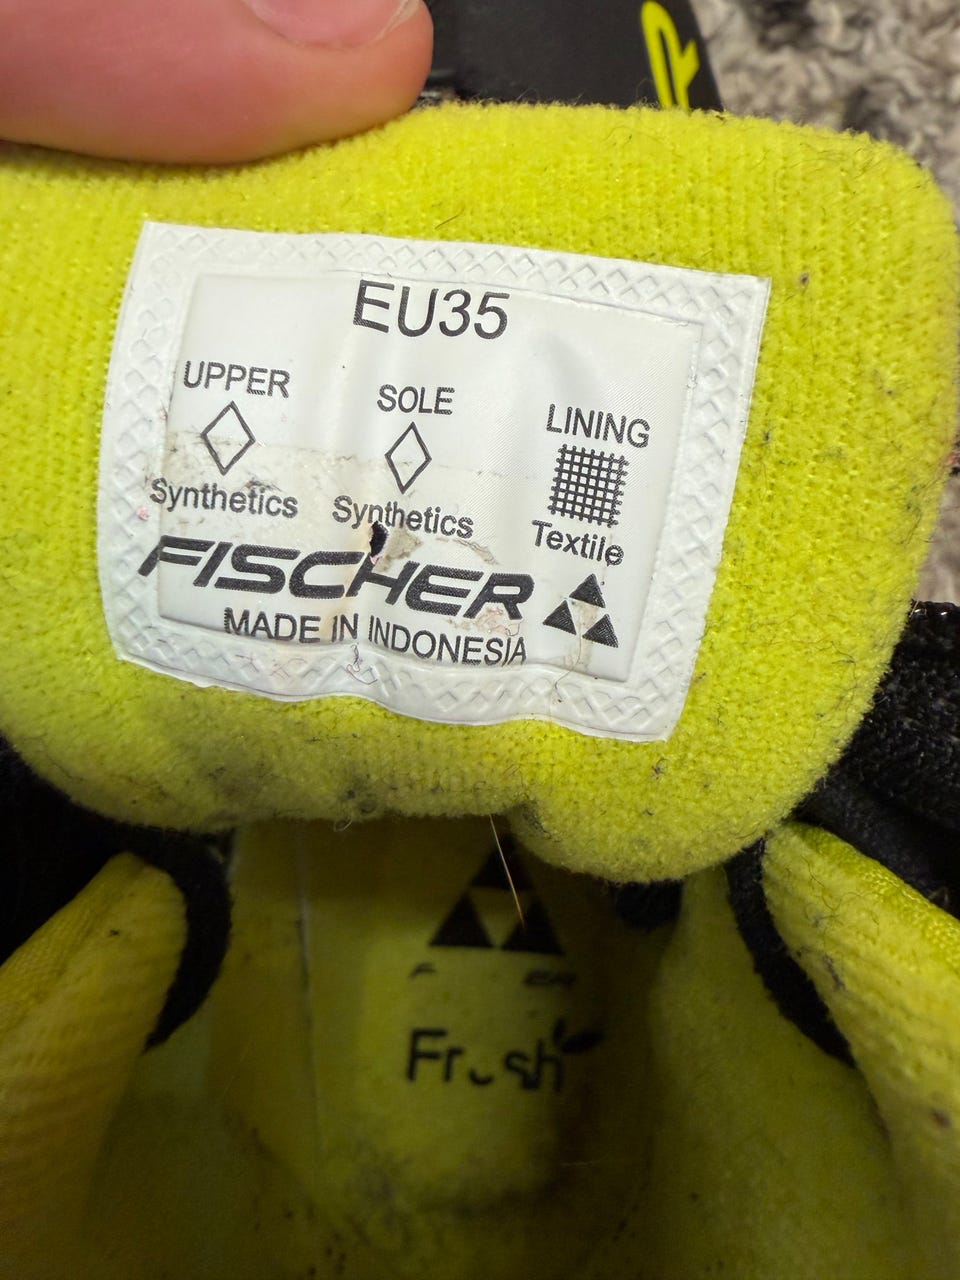 EU35
UPPER SOLE LINING
Synthetics Synthetics Textile
FISCHER
MADE IN INDONESIA